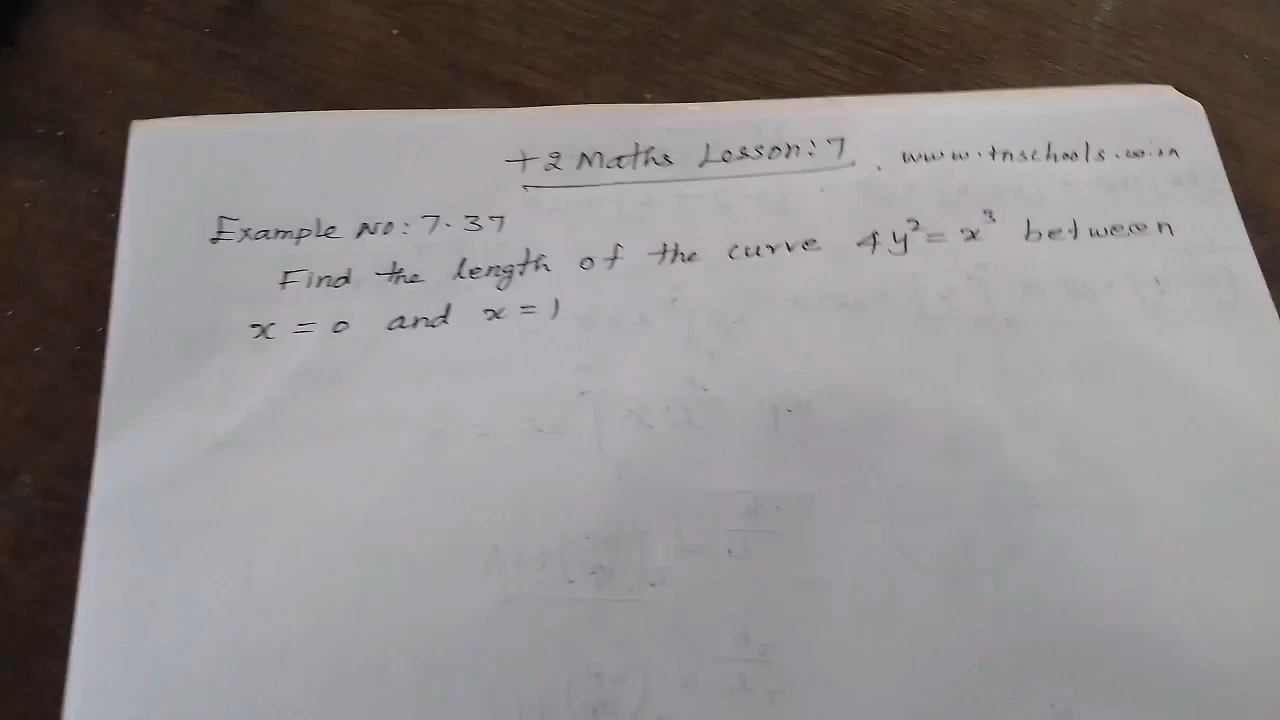 +2 Maths Lesson: 7 . www.tnschools.co.in
Example No: 7.37
Find the length of the curve 4y² = x³ between
x = 0 and x = 1